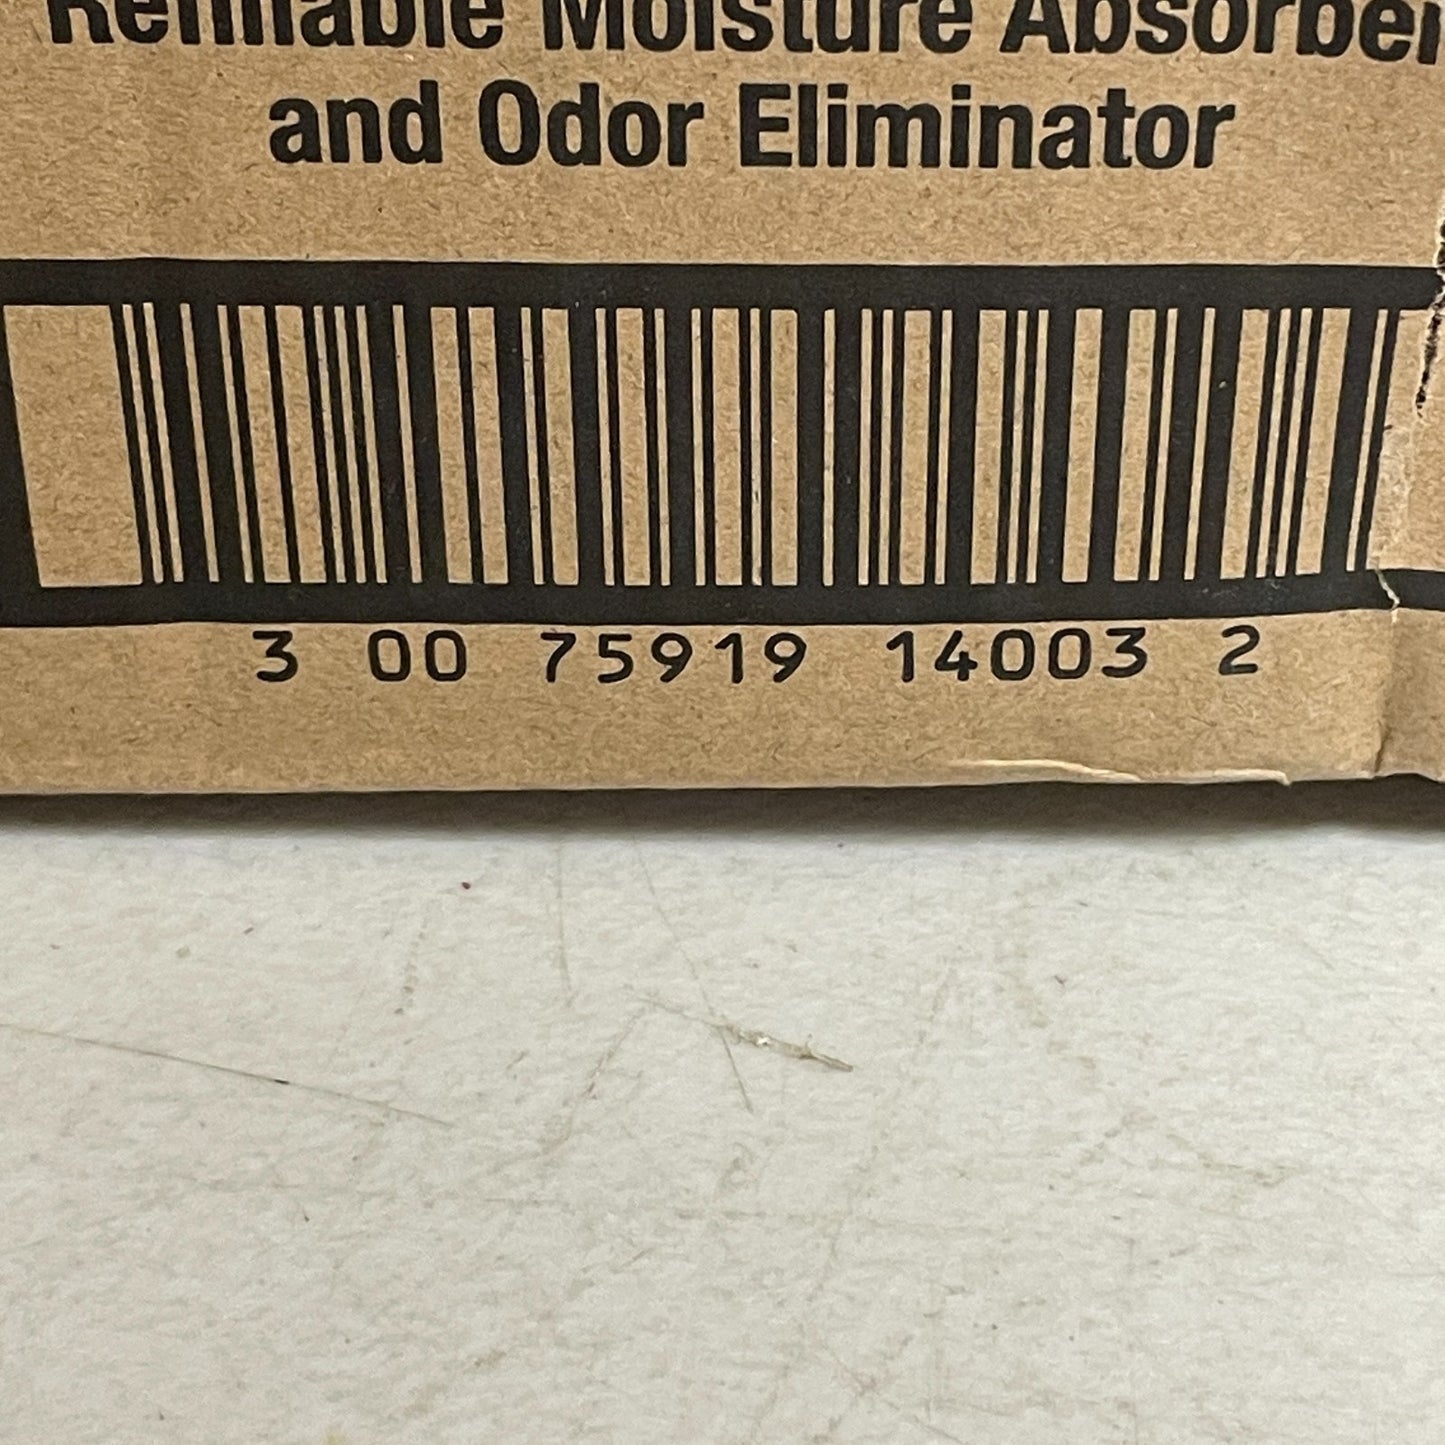 Refillable Moisture Absorber
and Odor Eliminator
3 00 75919 14003 2